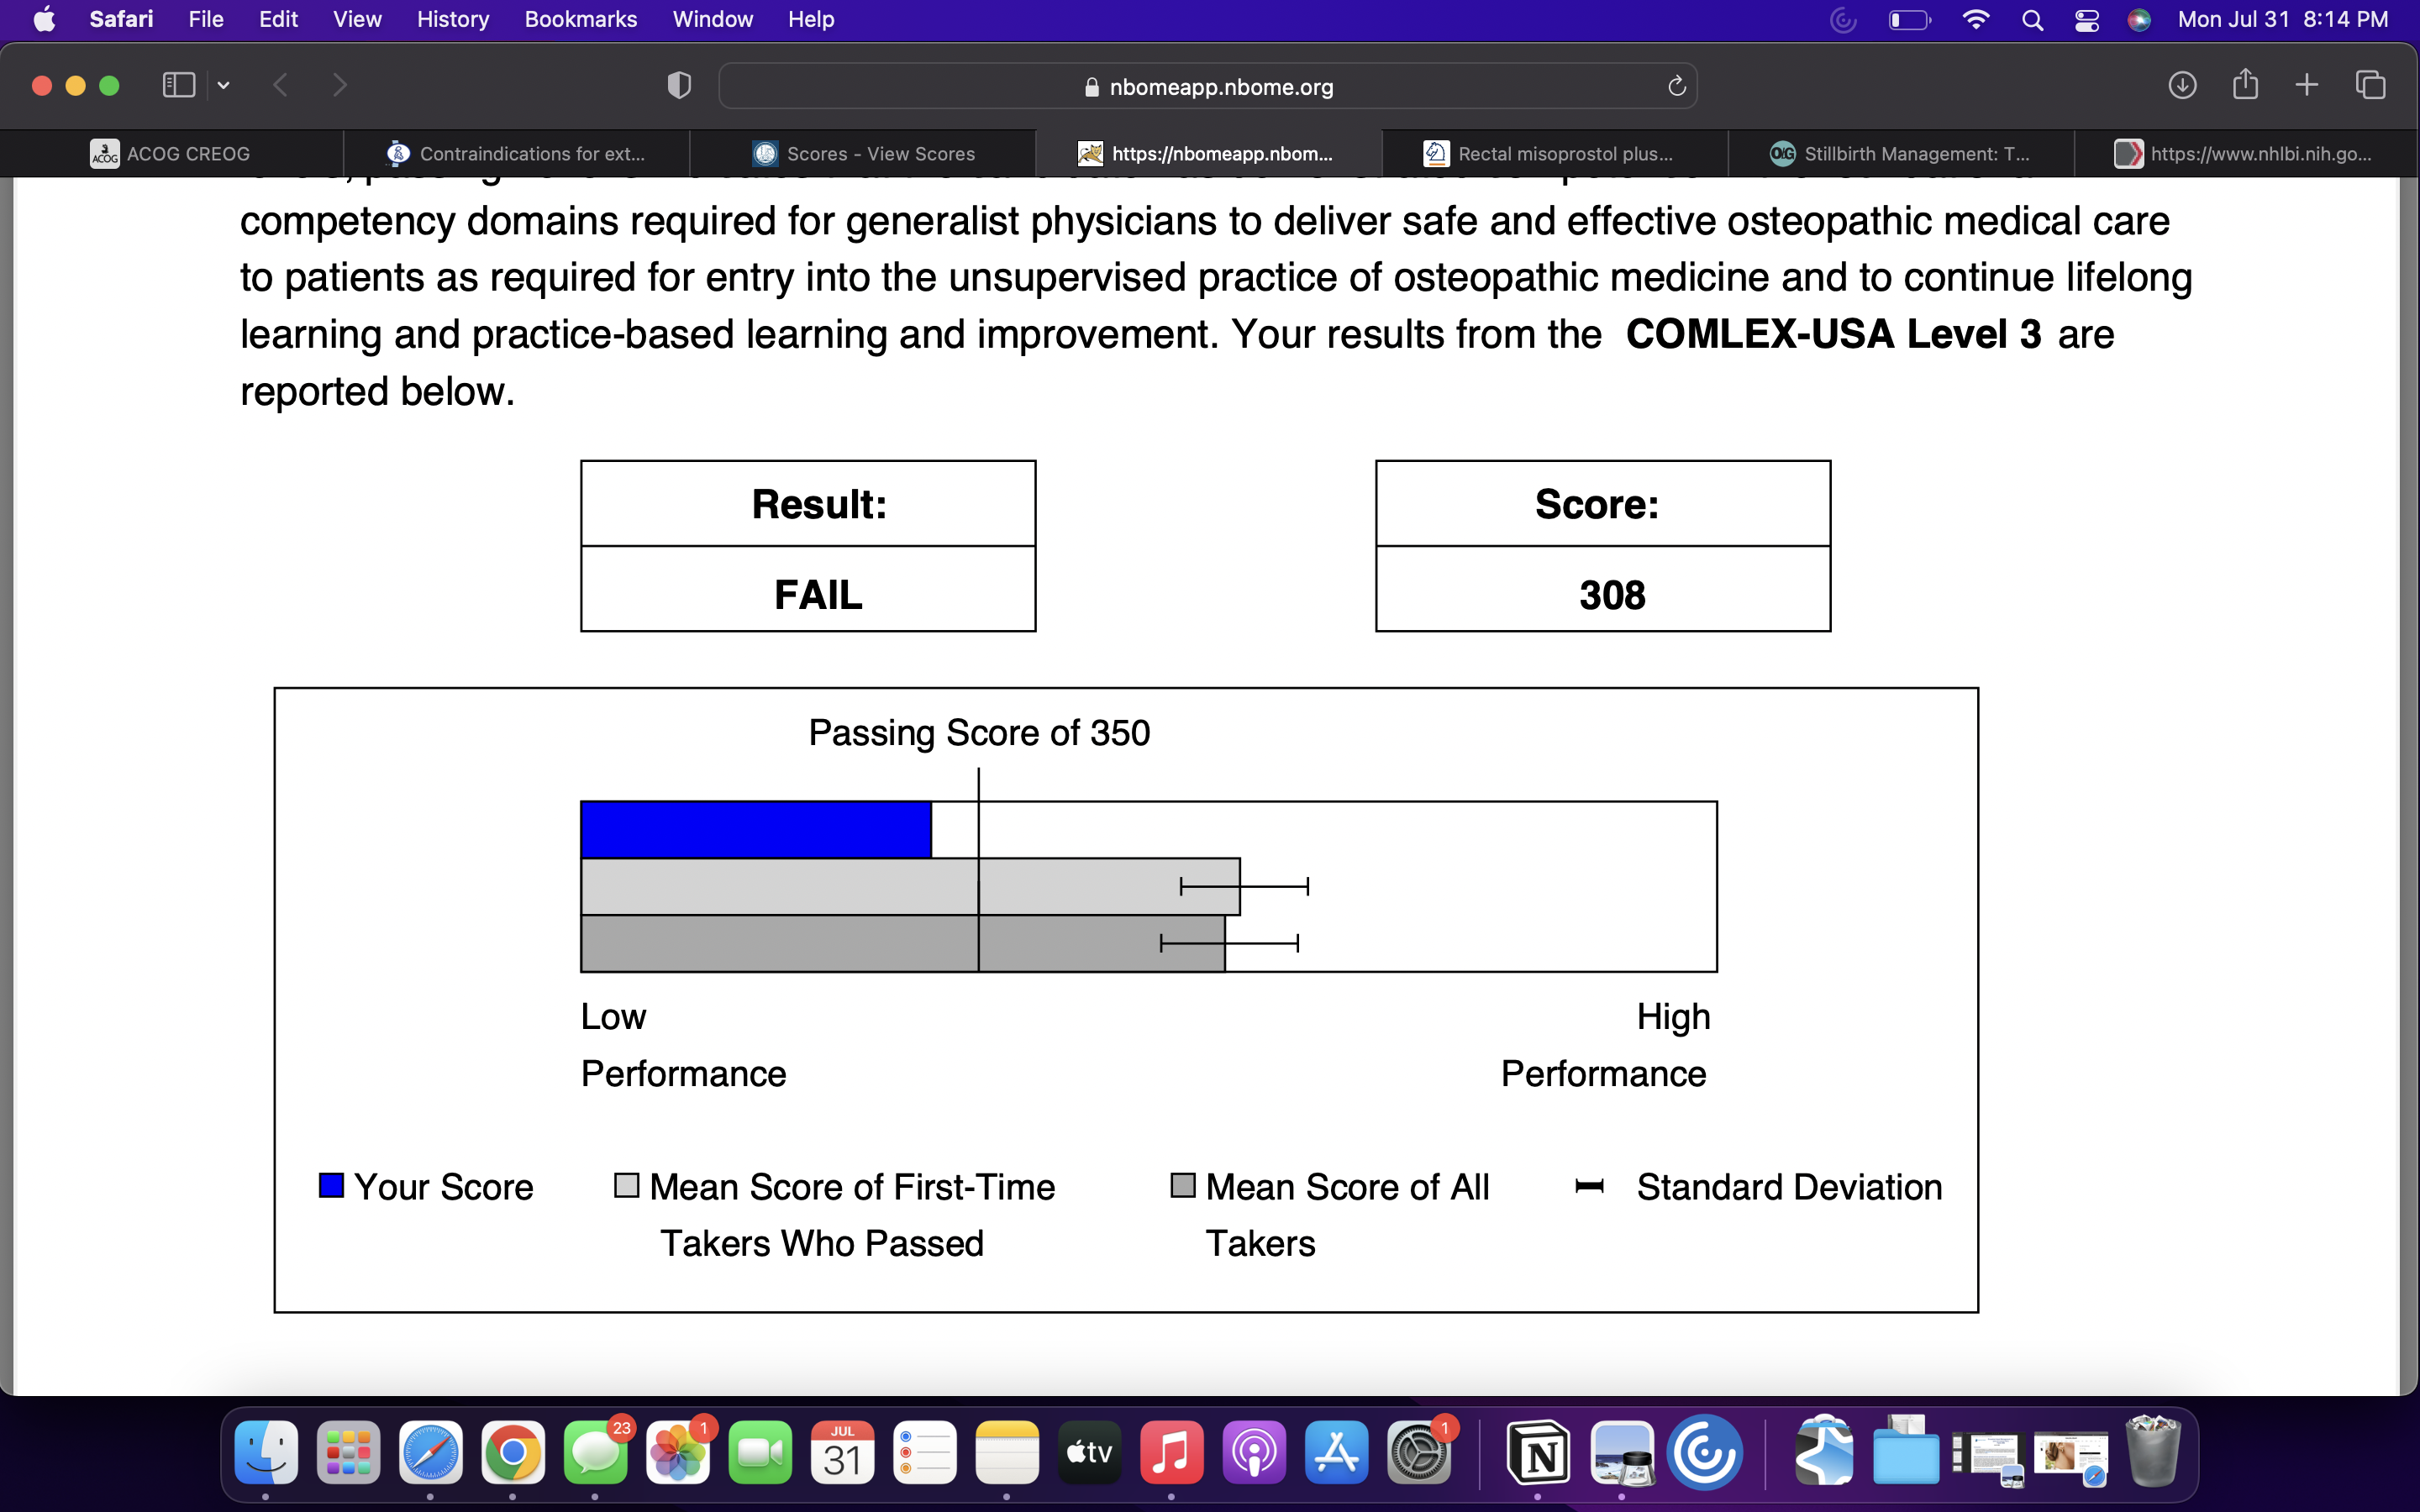 Safari File Edit View History Bookmarks Window Help Mon Jul 31 8:14 PM
nbomeapp.nbome.org
ACOG ACOG CREOG Contraindications for ext... Scores - View Scores https://nbomeapp.nbom... Rectal misoprostol plus... OIG Stillbirth Management: T... https://www.nhlbi.nih.go...
competency domains required for generalist physicians to deliver safe and effective osteopathic medical care
to patients as required for entry into the unsupervised practice of osteopathic medicine and to continue lifelong
learning and practice-based learning and improvement. Your results from the COMLEX-USA Level 3 are
reported below.
Result: Score:
FAIL 308
Passing Score of 350
Low High
Performance Performance
Your Score Mean Score of First-Time Mean Score of All Standard Deviation
Takers Who Passed Takers
23 1 JUL 1
31 tv N